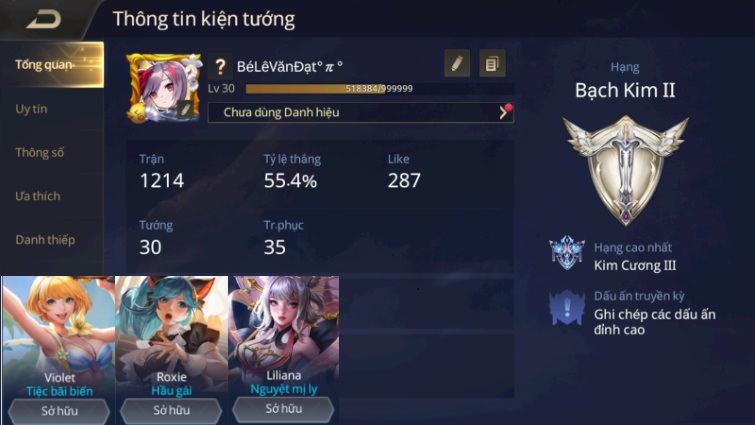 Thông tin kiện tướng
Tổng quan
Uy tín
Thông số
Ưa thích
Danh thiếp
? BéLêVănĐạt°π°
Lv 30 518384/999999
Chưa dùng Danh hiệu
Trận Tỷ lệ thắng Like
1214 55.4% 287
Tướng Tr.phục
30 35
Hạng
Bạch Kim II
Hạng cao nhất
Kim Cương III
Dấu ấn truyền kỳ
Ghi chép các dấu ấn
đỉnh cao
Violet Roxie Liliana
Tiệc bãi biển Hầu gái Nguyệt mị ly
Sở hữu Sở hữu Sở hữu